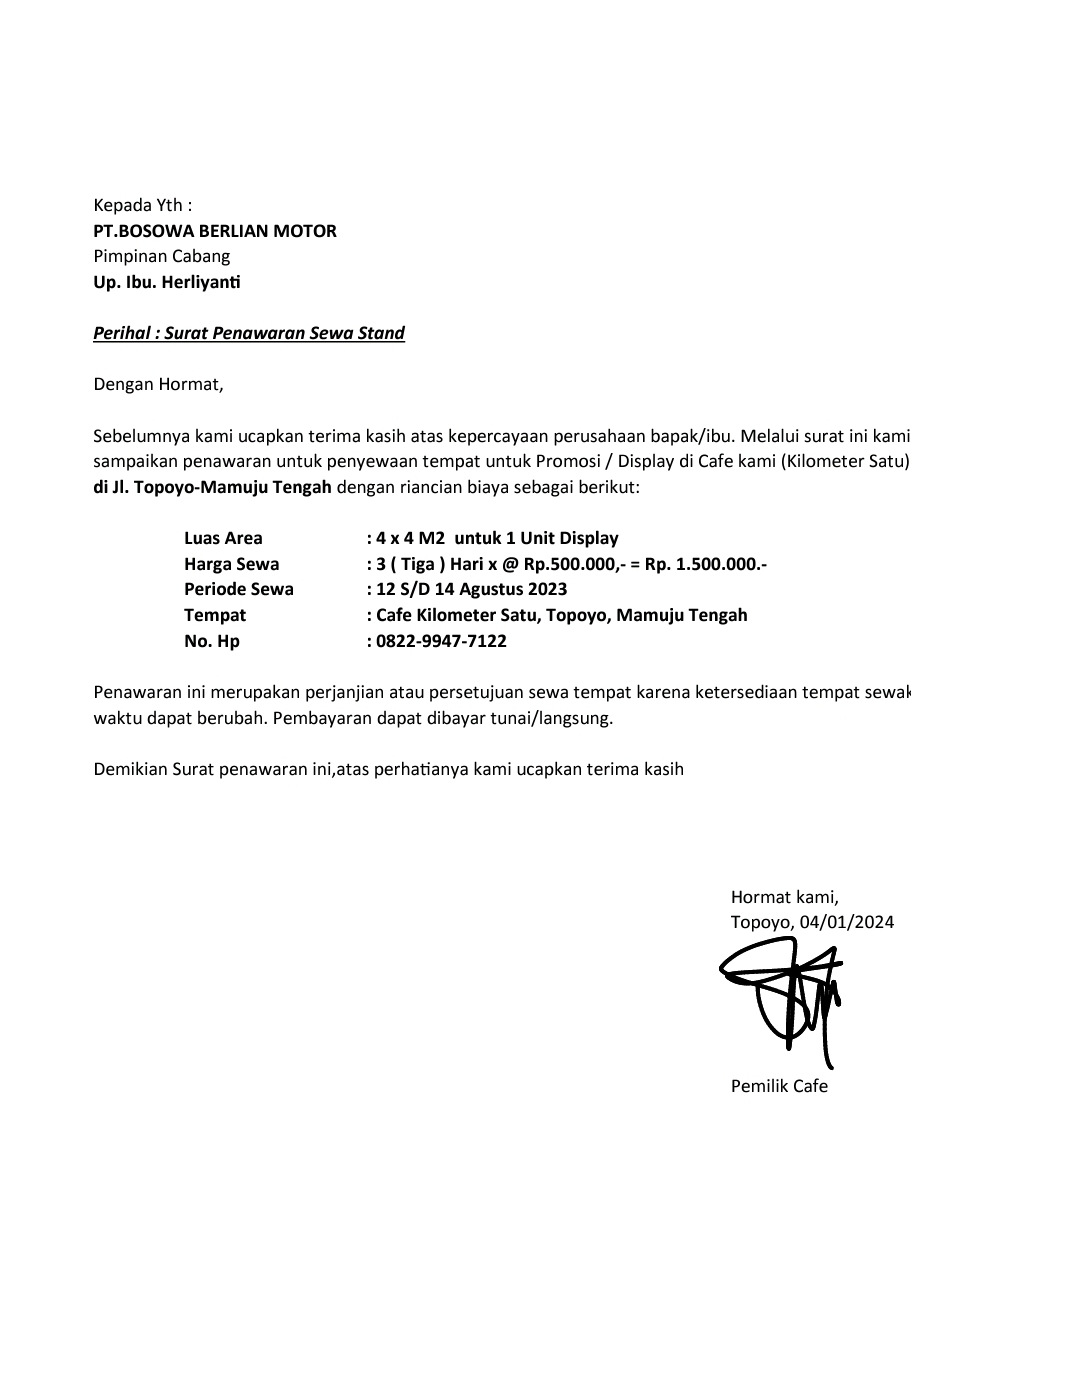 Kepada Yth :
PT.BOSOWA BERLIAN MOTOR
Pimpinan Cabang
Up. Ibu. Herliyanti
Perihal : Surat Penawaran Sewa Stand
Dengan Hormat,
Sebelumnya kami ucapkan terima kasih atas kepercayaan perusahaan bapak/ibu. Melalui surat ini kami
sampaikan penawaran untuk penyewaan tempat untuk Promosi / Display di Cafe kami (Kilometer Satu)
di Jl. Topoyo-Mamuju Tengah dengan riancian biaya sebagai berikut:
Luas Area : 4 x 4 M2 untuk 1 Unit Display
Harga Sewa : 3 ( Tiga ) Hari x @ Rp.500.000,- = Rp. 1.500.000.-
Periode Sewa : 12 S/D 14 Agustus 2023
Tempat : Cafe Kilometer Satu, Topoyo, Mamuju Tengah
No. Hp : 0822-9947-7122
Penawaran ini merupakan perjanjian atau persetujuan sewa tempat karena ketersediaan tempat sewak
waktu dapat berubah. Pembayaran dapat dibayar tunai/langsung.
Demikian Surat penawaran ini,atas perhatianya kami ucapkan terima kasih
Hormat kami,
Topoyo, 04/01/2024
Pemilik Cafe